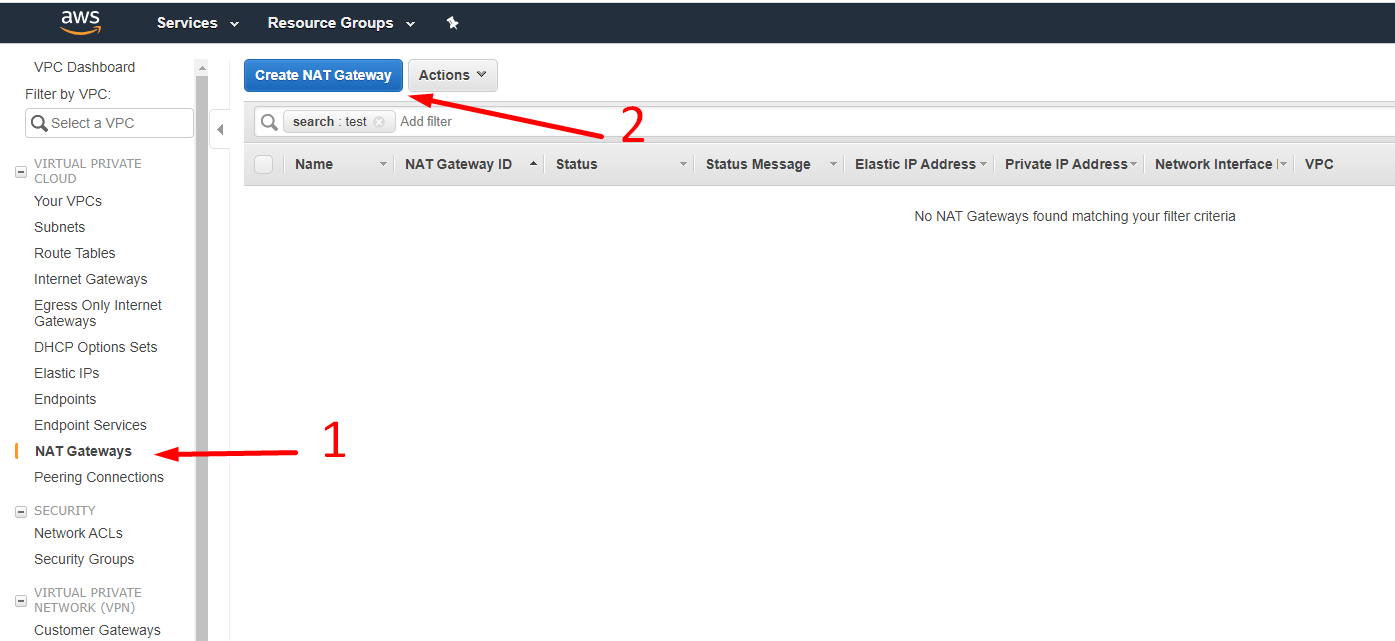 aws
Services
Resource Groups
VPC Dashboard
Filter by VPC:
Select a VPC
VIRTUAL PRIVATE
CLOUD
Your VPCs
Subnets
Route Tables
Internet Gateways
Egress Only Internet
Gateways
DHCP Options Sets
Elastic IPs
Endpoints
Endpoint Services
NAT Gateways
Peering Connections
SECURITY
Network ACLs
Security Groups
VIRTUAL PRIVATE
NETWORK (VPN)
Customer Gateways
1
Create NAT Gateway
Actions
2
search : test
Add filter
Name
NAT Gateway ID
Status
Status Message
Elastic IP Address
Private IP Address
Network Interface
VPC
No NAT Gateways found matching your filter criteria